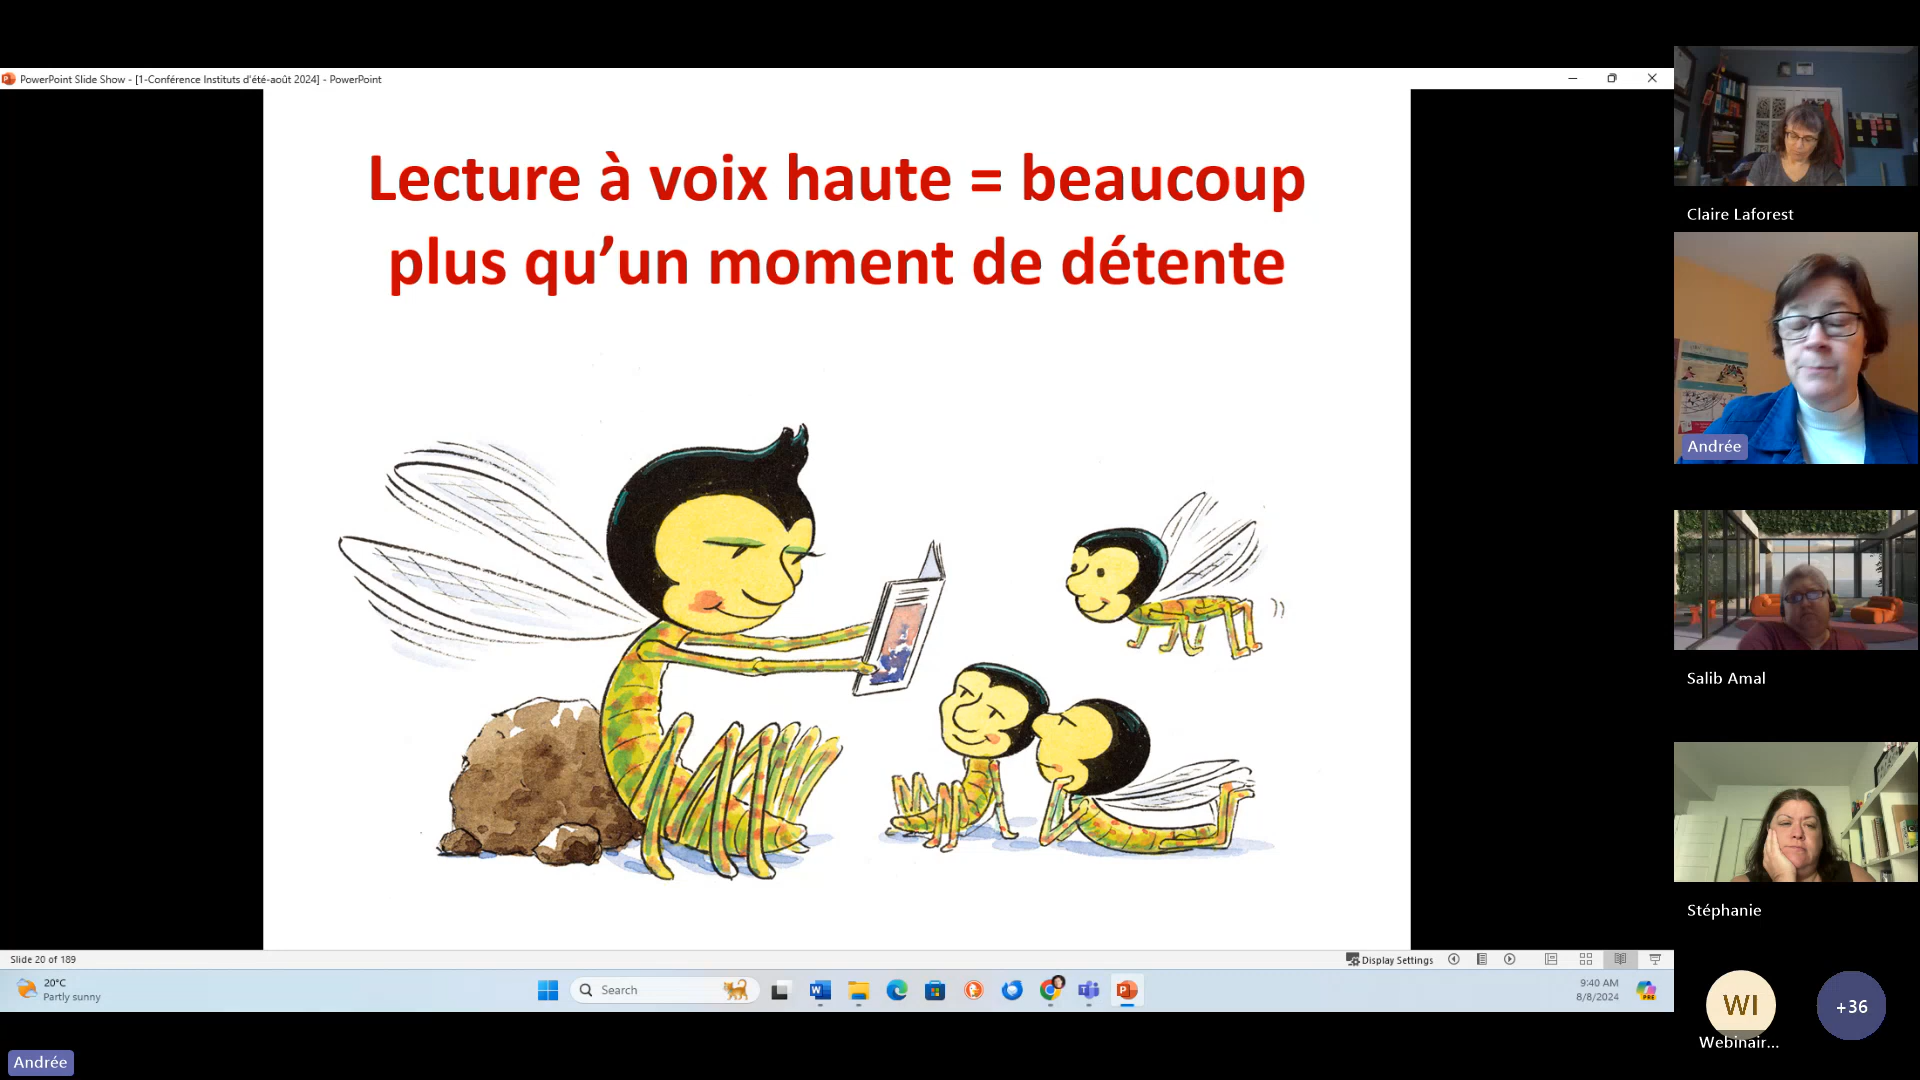 PowerPoint Slide Show - [1-Conférence Instituts d'été-août 2024] - PowerPoint
Lecture à voix haute = beaucoup
plus qu’un moment de détente
Slide 20 of 189
Display Settings
20°C
Partly sunny
Search
9:40 AM
8/8/2024
PRE
Andrée
Claire Laforest
Andrée
Salib Amal
Stéphanie
WI
+36
Webinair...